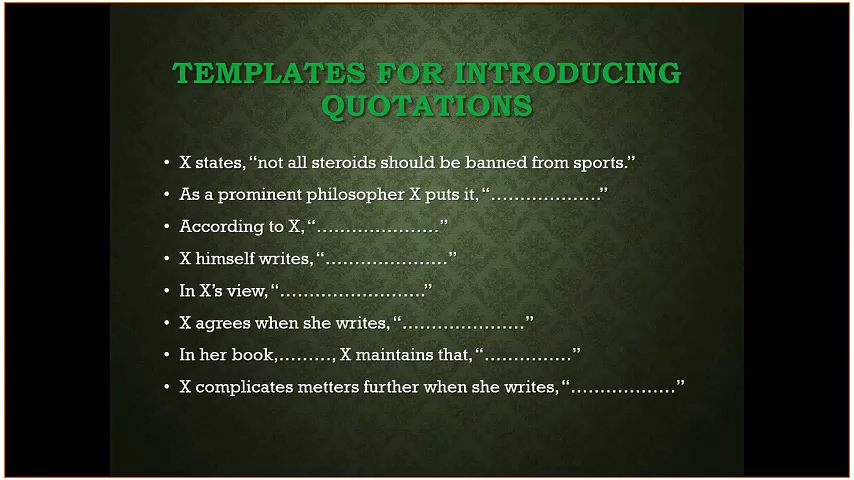 TEMPLATES FOR INTRODUCING
QUOTATIONS
• X states, “not all steroids should be banned from sports.”
• As a prominent philosopher X puts it, “……………….”
• According to X, “…………………”
• X himself writes, “…………………”
• In X’s view, “…………………….”
• X agrees when she writes, “…………………”
• In her book,………, X maintains that, “……………”
• X complicates metters further when she writes, “………………”